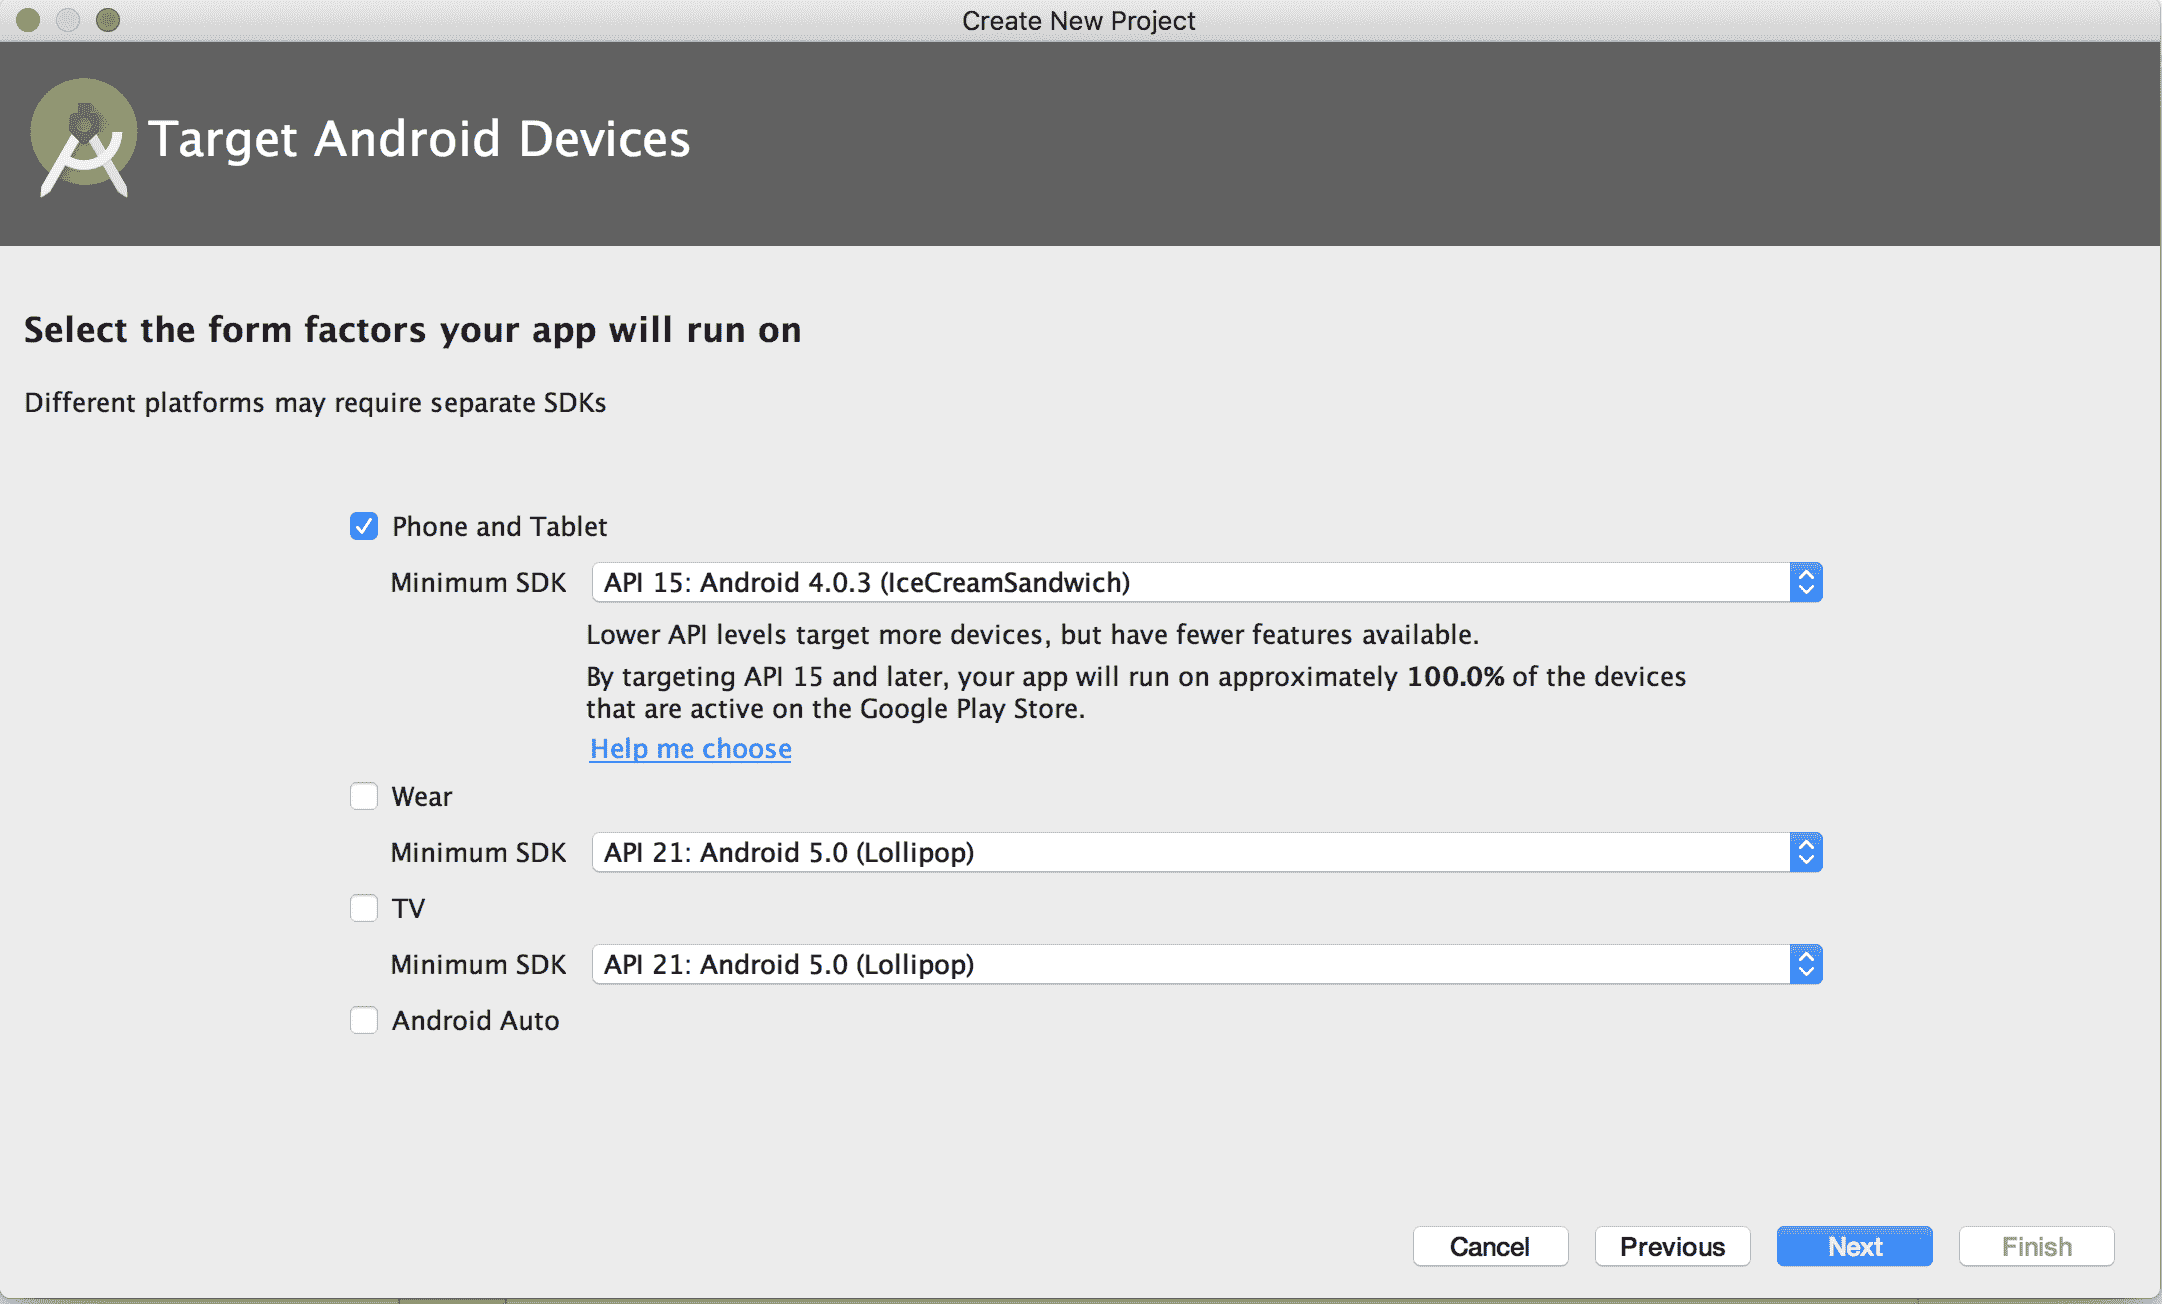 Create New Project
Target Android Devices
Select the form factors your app will run on
Different platforms may require separate SDKs
Phone and Tablet
Minimum SDK API 15: Android 4.0.3 (IceCreamSandwich)
Lower API levels target more devices, but have fewer features available.
By targeting API 15 and later, your app will run on approximately 100.0% of the devices
that are active on the Google Play Store.
Help me choose
Wear
Minimum SDK API 21: Android 5.0 (Lollipop)
TV
Minimum SDK API 21: Android 5.0 (Lollipop)
Android Auto
Cancel Previous Next Finish